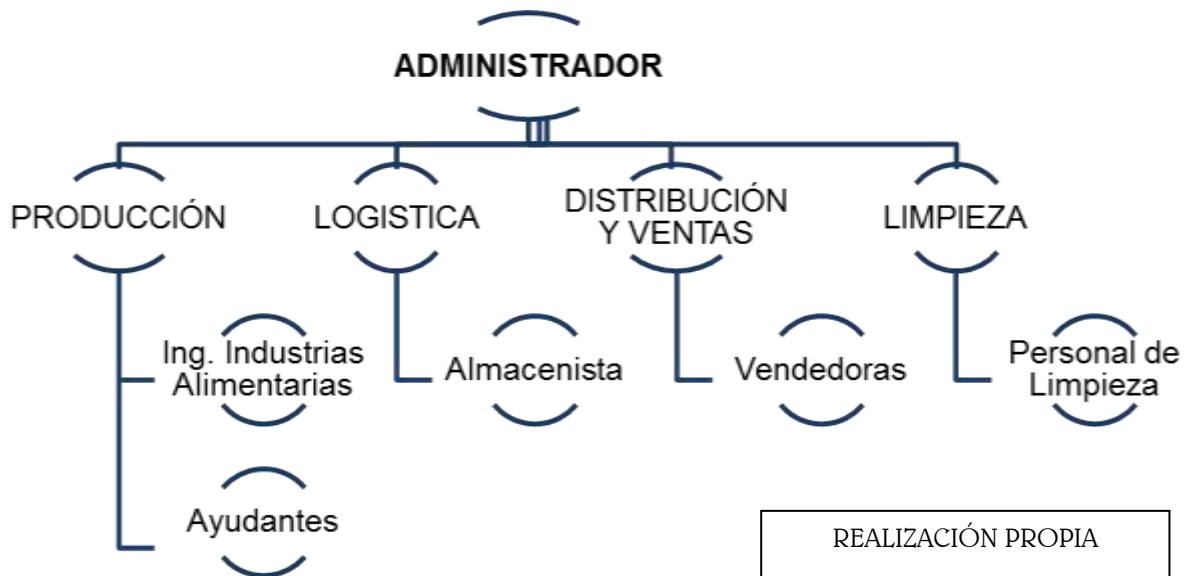 ADMINISTRADOR
PRODUCCIÓN
LOGISTICA
DISTRIBUCIÓN
Y VENTAS
LIMPIEZA
Ing. Industrias
Alimentarias
Almacenista
Vendedoras
Personal de
Limpieza
Ayudantes
REALIZACIÓN PROPIA